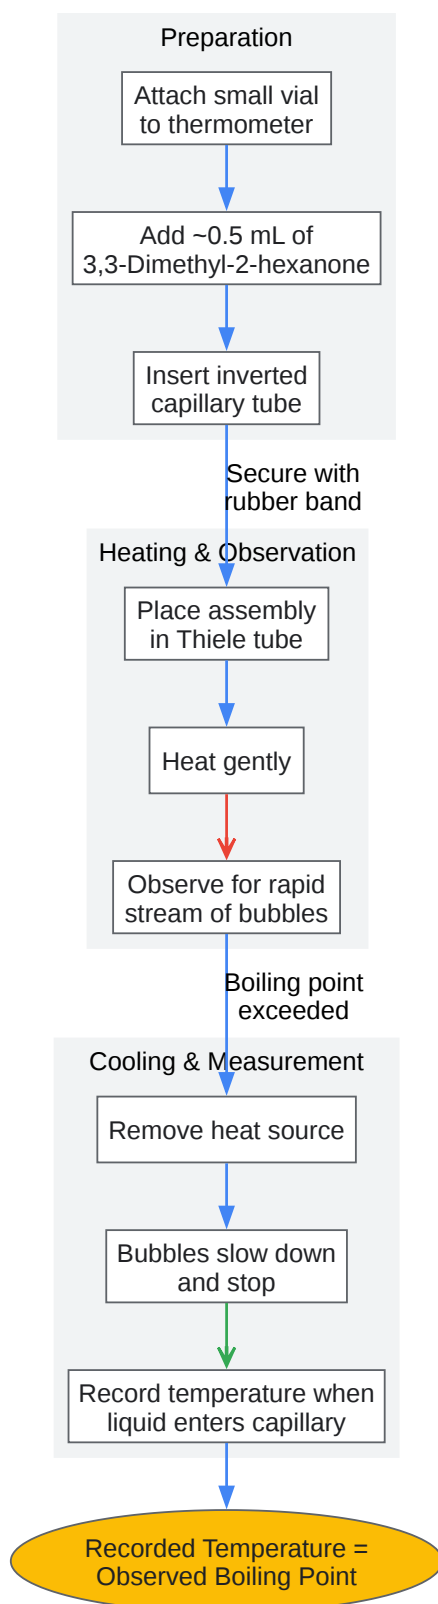 Preparation
Attach small vial
to thermometer
Add ~0.5 mL of
3,3-Dimethyl-2-hexanone
Insert inverted
capillary tube
Secure with
rubber band
Heating & Observation
Place assembly
in Thiele tube
Heat gently
Observe for rapid
stream of bubbles
Boiling point
exceeded
Cooling & Measurement
Remove heat source
Bubbles slow down
and stop
Record temperature when
liquid enters capillary
Recorded Temperature =
Observed Boiling Point